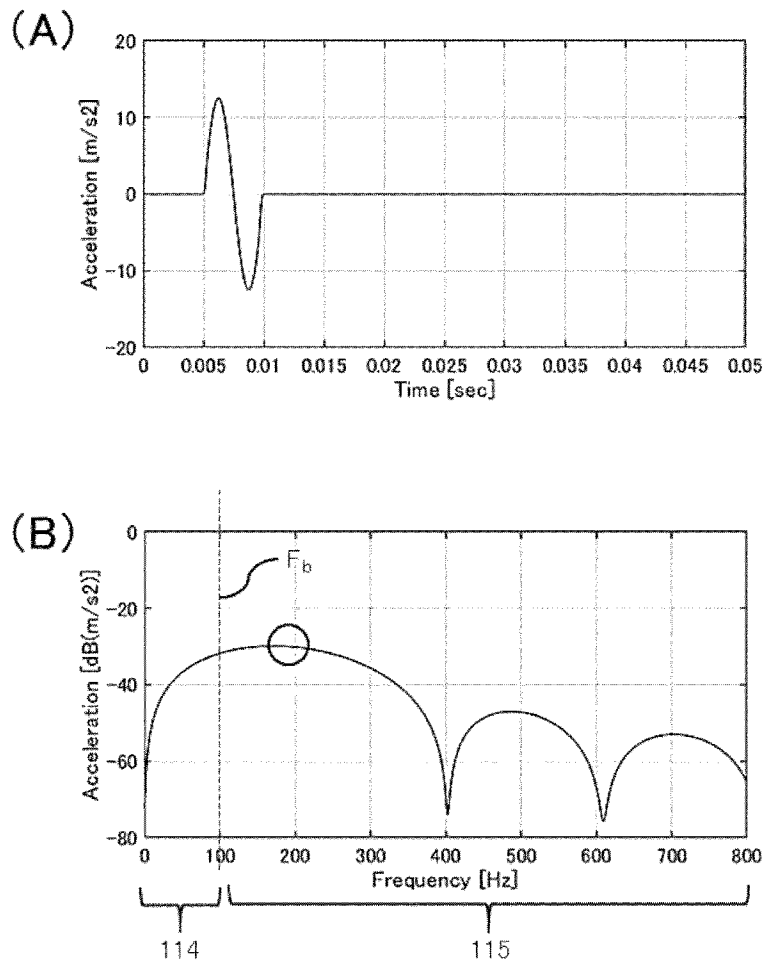 (A)
20
10
0
-10
-20
Acceleration [m/s2]
0 0.005 0.01 0.015 0.02 0.025 0.03 0.035 0.04 0.045 0.05
Time [sec]
(B)
0
-20
-40
-60
-80
Acceleration [dB(m/s2)]
Fb
0 100 200 300 400 500 600 700 800
Frequency [Hz]
114 115